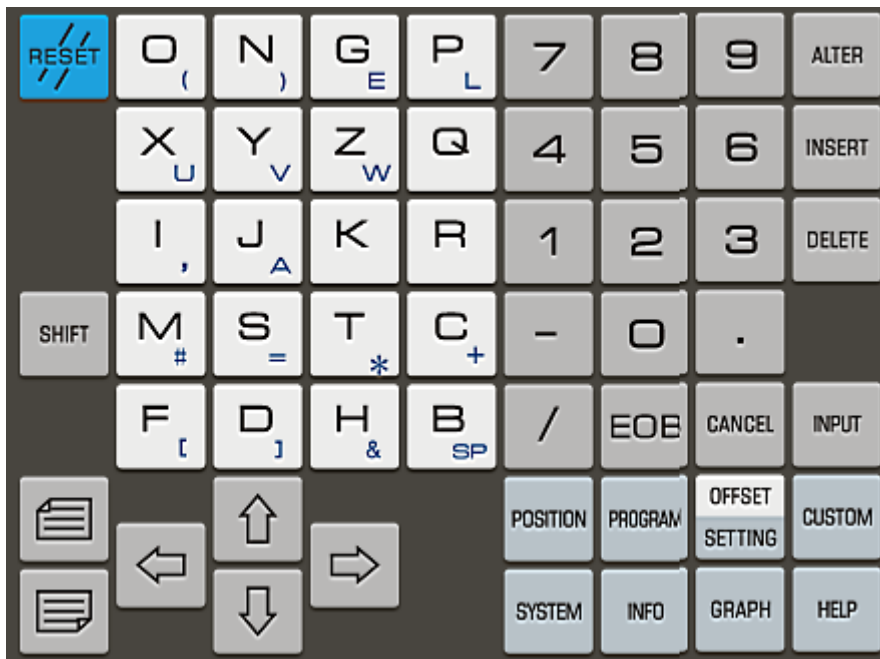 RESET O ( N ) G E P L 7 8 9 ALTER
X U Y V Z W Q 4 5 6 INSERT
I , J A K R 1 2 3 DELETE
SHIFT M # S = T * C + - 0 .
F [ D ] H & B SP / EOB CANCEL INPUT
POSITION PROGRAM OFFSET SETTING CUSTOM
SYSTEM INFO GRAPH HELP